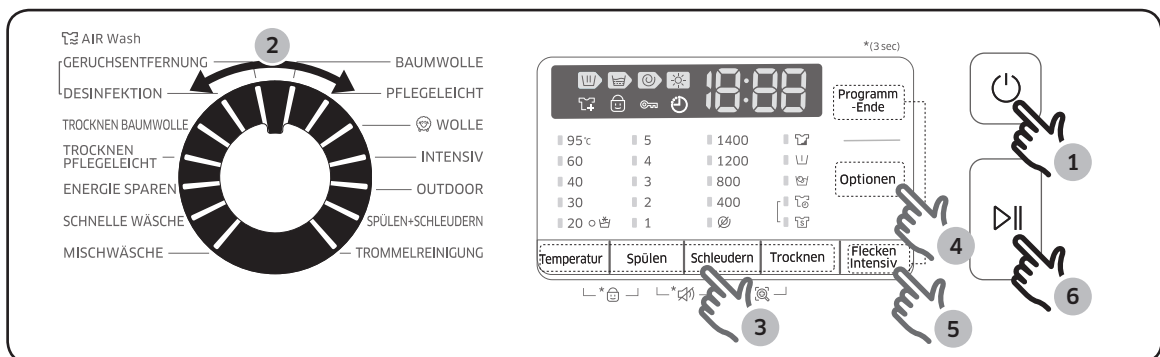 AIR Wash
GERUCHSENTFERNUNG
DESINFEKTION
TROCKNEN BAUMWOLLE
TROCKNEN
PFLEGELEICHT
ENERGIE SPAREN
SCHNELLE WÄSCHE
MISCHWÄSCHE
2
BAUMWOLLE
PFLEGELEICHT
WOLLE
INTENSIV
OUTDOOR
SPÜLEN+SCHLEUDERN
TROMMELREINIGUNG
*(3 sec)
18:88
Programm
-Ende
95℃ 5 1400
60 4 1200
40 3 800
30 2 400
20 1
S
Optionen
Temperatur Spülen Schleudern Trocknen
Flecken
Intensiv
* *
3
4
5
1
6